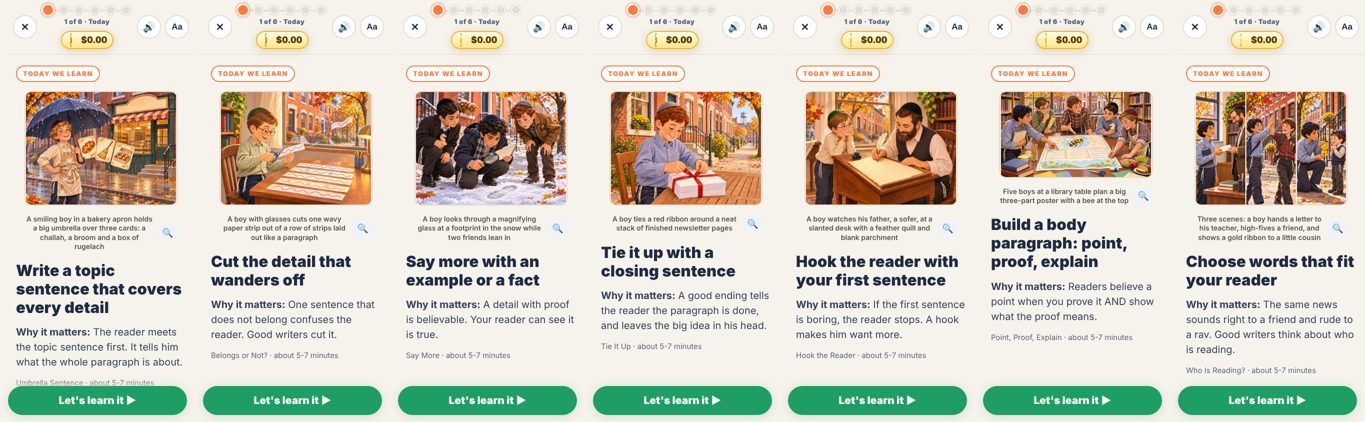 ✕
1 of 6 · Today
$0.00
Aa
TODAY WE LEARN
A smiling boy in a bakery apron holds
a big umbrella over three cards: a
challah, a broom and a box of
rugelach
Write a topic
sentence that covers
every detail
Why it matters: The reader meets
the topic sentence first. It tells him
what the whole paragraph is about.
Umbrella Sentence · about 5-7 minutes
Let's learn it ▶
✕
1 of 6 · Today
$0.00
Aa
TODAY WE LEARN
A boy with glasses cuts one wavy
paper strip out of a row of strips laid
out like a paragraph
Cut the detail that
wanders off
Why it matters: One sentence that
does not belong confuses the
reader. Good writers cut it.
Belongs or Not? · about 5-7 minutes
Let's learn it ▶
✕
1 of 6 · Today
$0.00
Aa
TODAY WE LEARN
A boy looks through a magnifying
glass at a footprint in the snow while
two friends lean in
Say more with an
example or a fact
Why it matters: A detail with proof
is believable. Your reader can see it
is true.
Say More · about 5-7 minutes
Let's learn it ▶
✕
1 of 6 · Today
$0.00
Aa
TODAY WE LEARN
A boy ties a red ribbon around a neat
stack of finished newsletter pages
Tie it up with a
closing sentence
Why it matters: A good ending tells
the reader the paragraph is done,
and leaves the big idea in his head.
Tie It Up · about 5-7 minutes
Let's learn it ▶
✕
1 of 6 · Today
$0.00
Aa
TODAY WE LEARN
A boy watches his father, a sofer, at a
slanted desk with a feather quill and
blank parchment
Hook the reader with
your first sentence
Why it matters: If the first sentence
is boring, the reader stops. A hook
makes him want more.
Hook the Reader · about 5-7 minutes
Let's learn it ▶
✕
1 of 6 · Today
$0.00
Aa
TODAY WE LEARN
Five boys at a library table plan a big
three-part poster with a bee at the top
Build a body
paragraph: point,
proof, explain
Why it matters: Readers believe a
point when you prove it AND show
what the proof means.
Point, Proof, Explain · about 5-7 minutes
Let's learn it ▶
✕
1 of 6 · Today
$0.00
Aa
TODAY WE LEARN
Three scenes: a boy hands a letter to
his teacher, high-fives a friend, and
shows a gold ribbon to a little cousin
Choose words that fit
your reader
Why it matters: The same news
sounds right to a friend and rude to
a rav. Good writers think about who
is reading.
Who Is Reading? · about 5-7 minutes
Let's learn it ▶